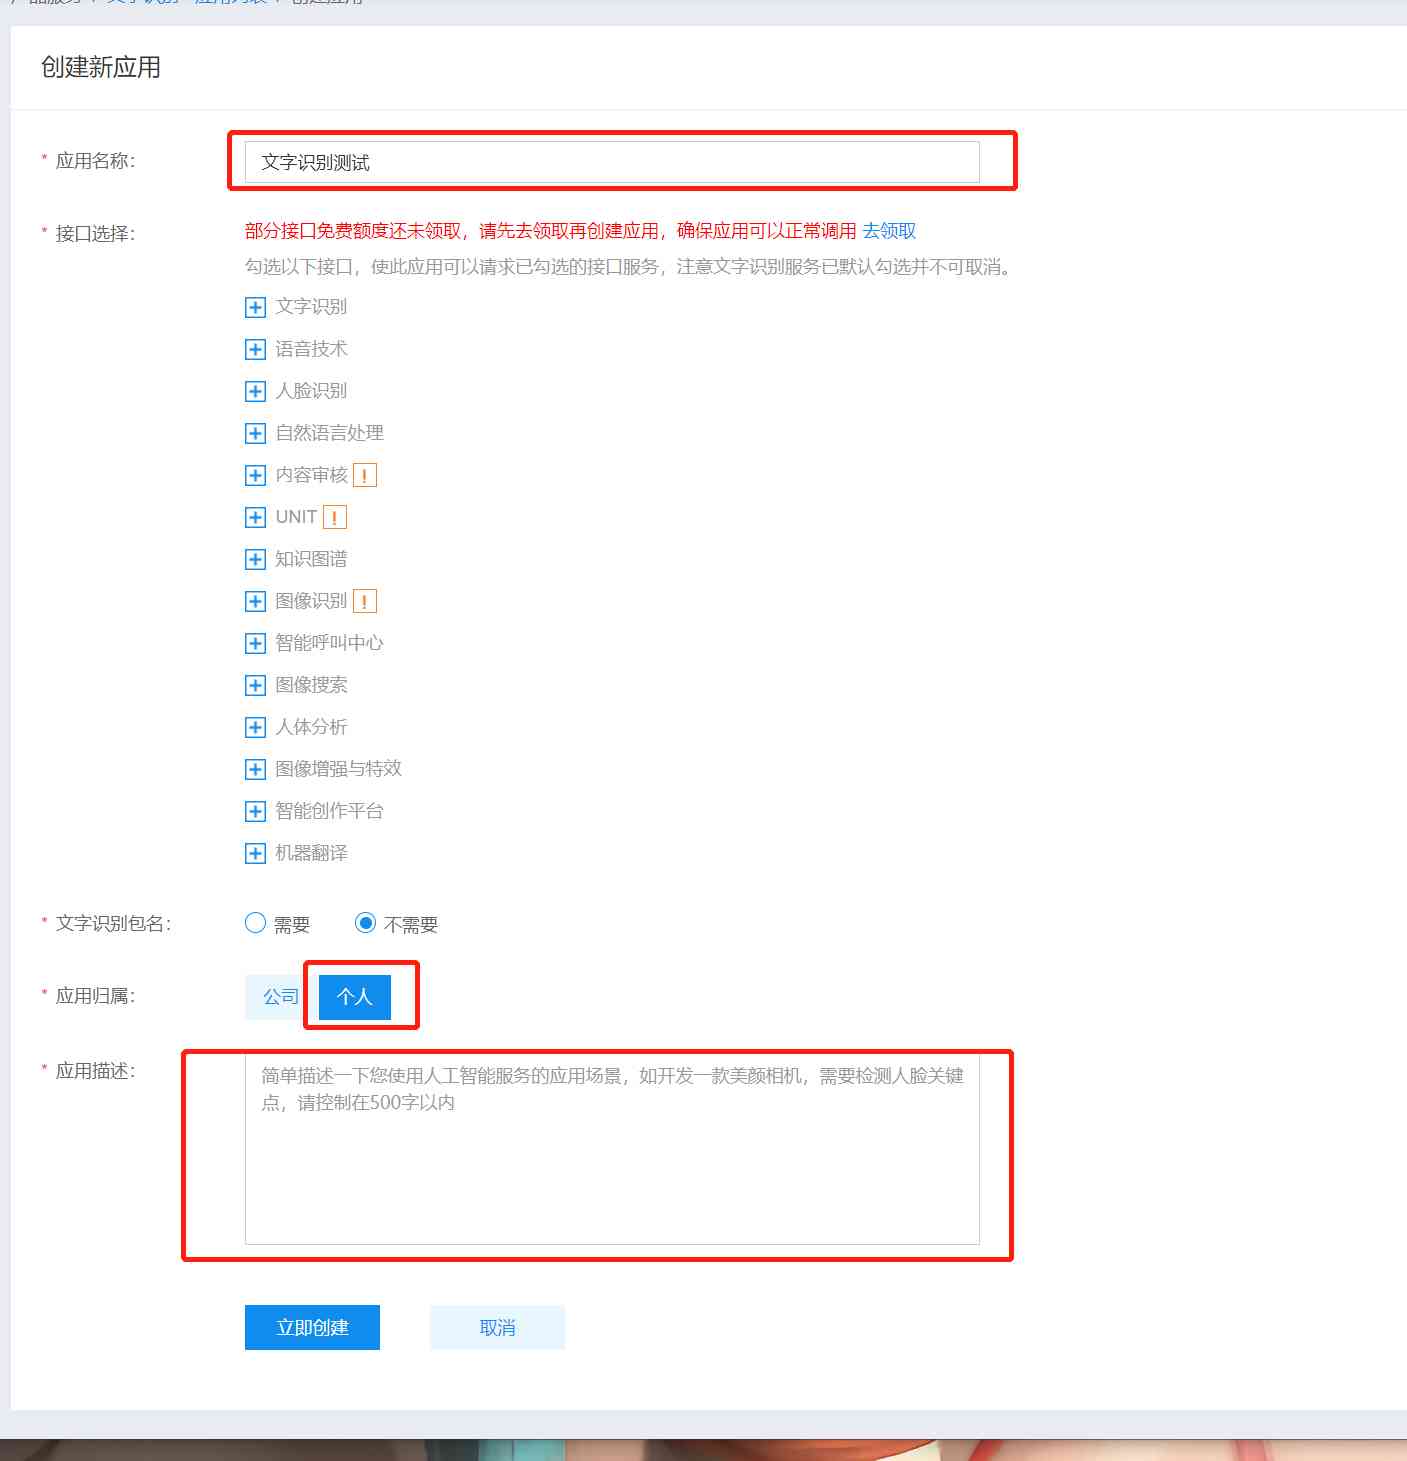 创建新应用
* 应用名称：
文字识别测试
* 接口选择：
部分接口免费额度还未领取，请先去领取再创建应用，确保应用可以正常调用 去领取
勾选以下接口，使此应用可以请求已勾选的接口服务，注意文字识别服务已默认勾选并不可取消。
文字识别
语音技术
人脸识别
自然语言处理
内容审核 !
UNIT !
知识图谱
图像识别 !
智能呼叫中心
图像搜索
人体分析
图像增强与特效
智能创作平台
机器翻译
* 文字识别包名：
需要 不需要
* 应用归属：
公司 个人
* 应用描述：
简单描述一下您使用人工智能服务的应用场景，如开发一款美颜相机，需要检测人脸关键
点，请控制在500字以内
立即创建 取消